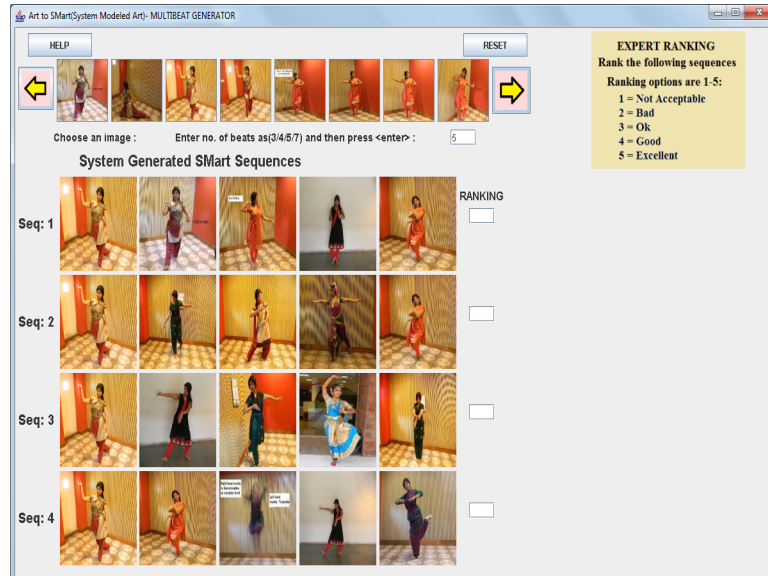 Art to SMart(System Modeled Art)- MULTIBEAT GENERATOR
HELP
RESET
EXPERT RANKING
Rank the following sequences
Ranking options are 1-5:
1 = Not Acceptable
2 = Bad
3 = Ok
4 = Good
5 = Excellent
Choose an image :
Enter no. of beats as(3/4/5/7) and then press <enter> :
5
System Generated SMart Sequences
RANKING
Seq: 1
Seq: 2
Seq: 3
Seq: 4